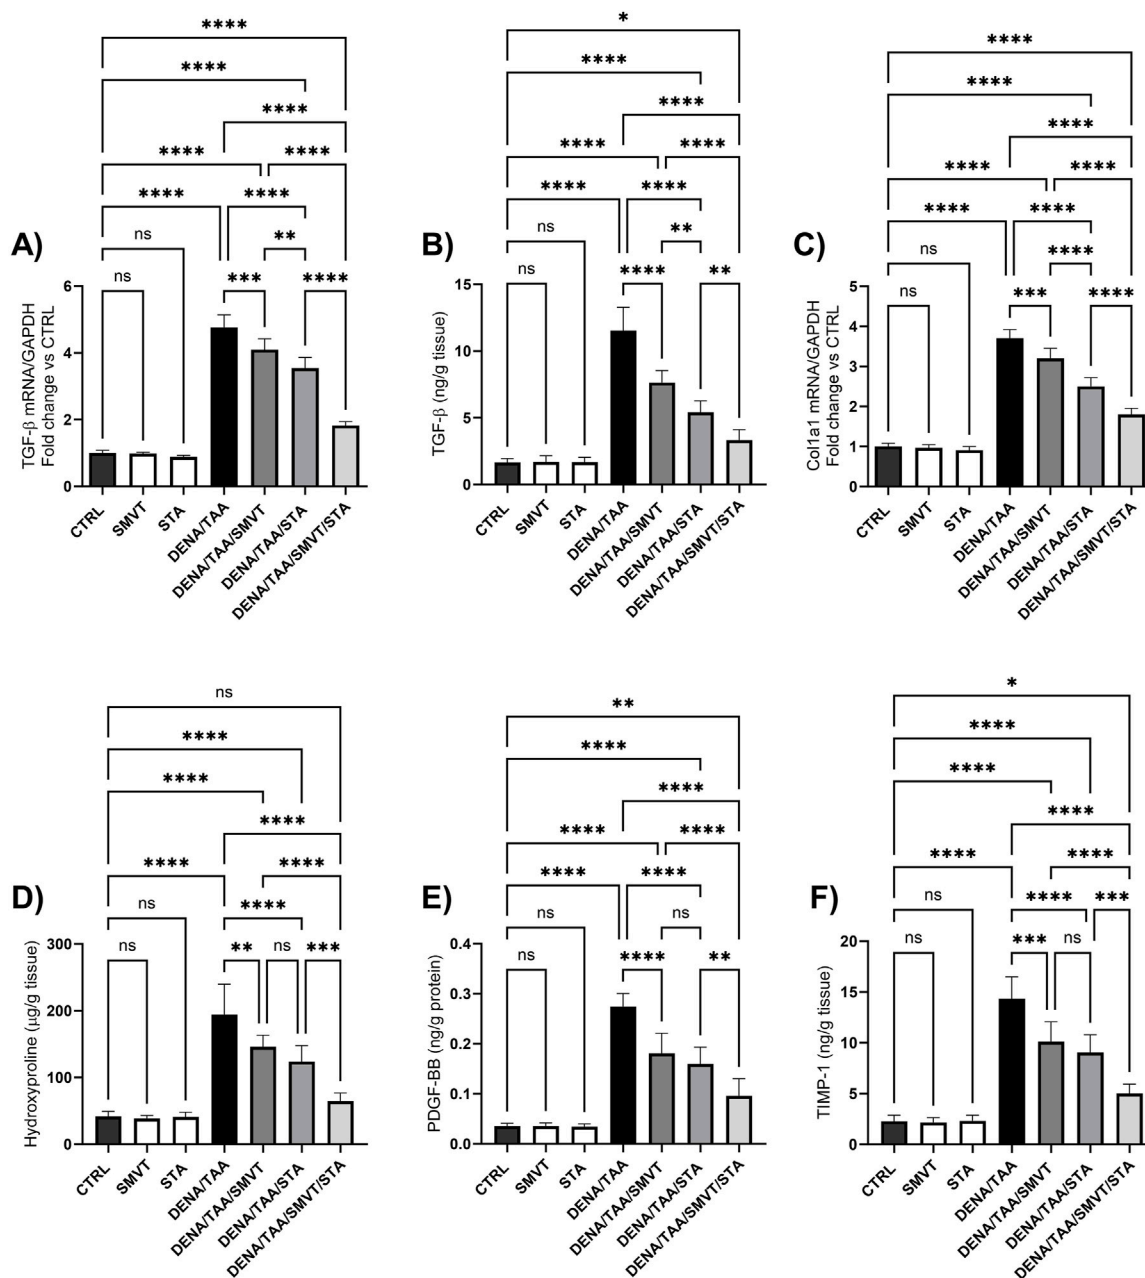 A)
TGF-β mRNA/GAPDH
Fold change vs CTRL
****
****
****
****
****
****
****
ns
**
ns
***
****
6
4
2
0
CTRL
SMVT
STA
DENA/TAA
DENA/TAA/SMVT
DENA/TAA/STA
DENA/TAA/SMVT/STA
B)
TGF-β (ng/g tissue)
*
****
****
****
****
****
****
ns
**
ns
****
**
15
10
5
0
CTRL
SMVT
STA
DENA/TAA
DENA/TAA/SMVT
DENA/TAA/STA
DENA/TAA/SMVT/STA
C)
Col1a1 mRNA/GAPDH
Fold change vs CTRL
****
****
****
****
****
****
****
ns
****
ns
***
****
5
4
3
2
1
0
CTRL
SMVT
STA
DENA/TAA
DENA/TAA/SMVT
DENA/TAA/STA
DENA/TAA/SMVT/STA
D)
Hydroxyproline (μg/g tissue)
ns
****
****
****
****
****
ns
****
ns
**
ns
***
300
200
100
0
CTRL
SMVT
STA
DENA/TAA
DENA/TAA/SMVT
DENA/TAA/STA
DENA/TAA/SMVT/STA
E)
PDGF-BB (ng/g protein)
**
****
****
****
****
****
****
ns
ns
ns
****
**
0.4
0.3
0.2
0.1
0.0
CTRL
SMVT
STA
DENA/TAA
DENA/TAA/SMVT
DENA/TAA/STA
DENA/TAA/SMVT/STA
F)
TIMP-1 (ng/g tissue)
*
****
****
****
****
****
ns
****
***
ns
***
ns
20
15
10
5
0
CTRL
SMVT
STA
DENA/TAA
DENA/TAA/SMVT
DENA/TAA/STA
DENA/TAA/SMVT/STA